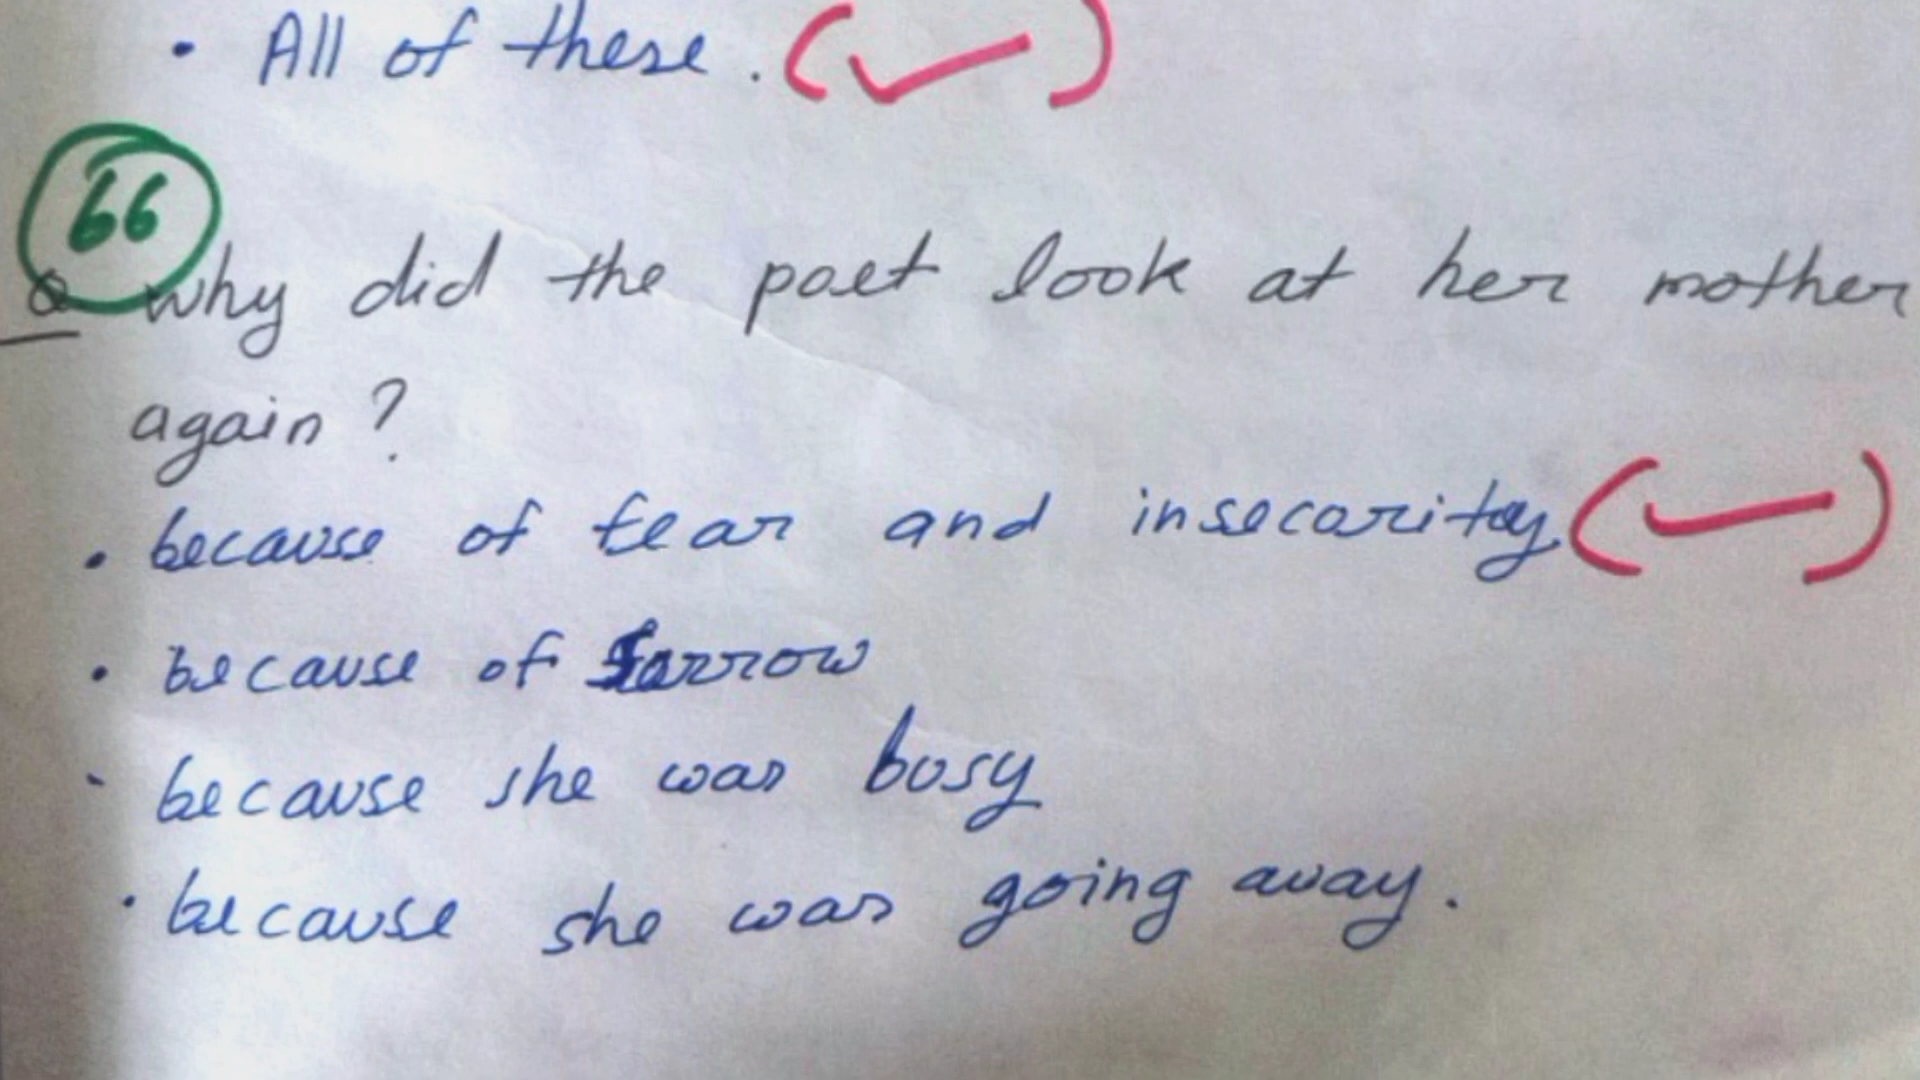 • All of these. (✓)
66
Q why did the poet look at her mother
again?
• because of fear and insecurity (✓)
• because of sorrow
- because she was busy
• because she was going away.